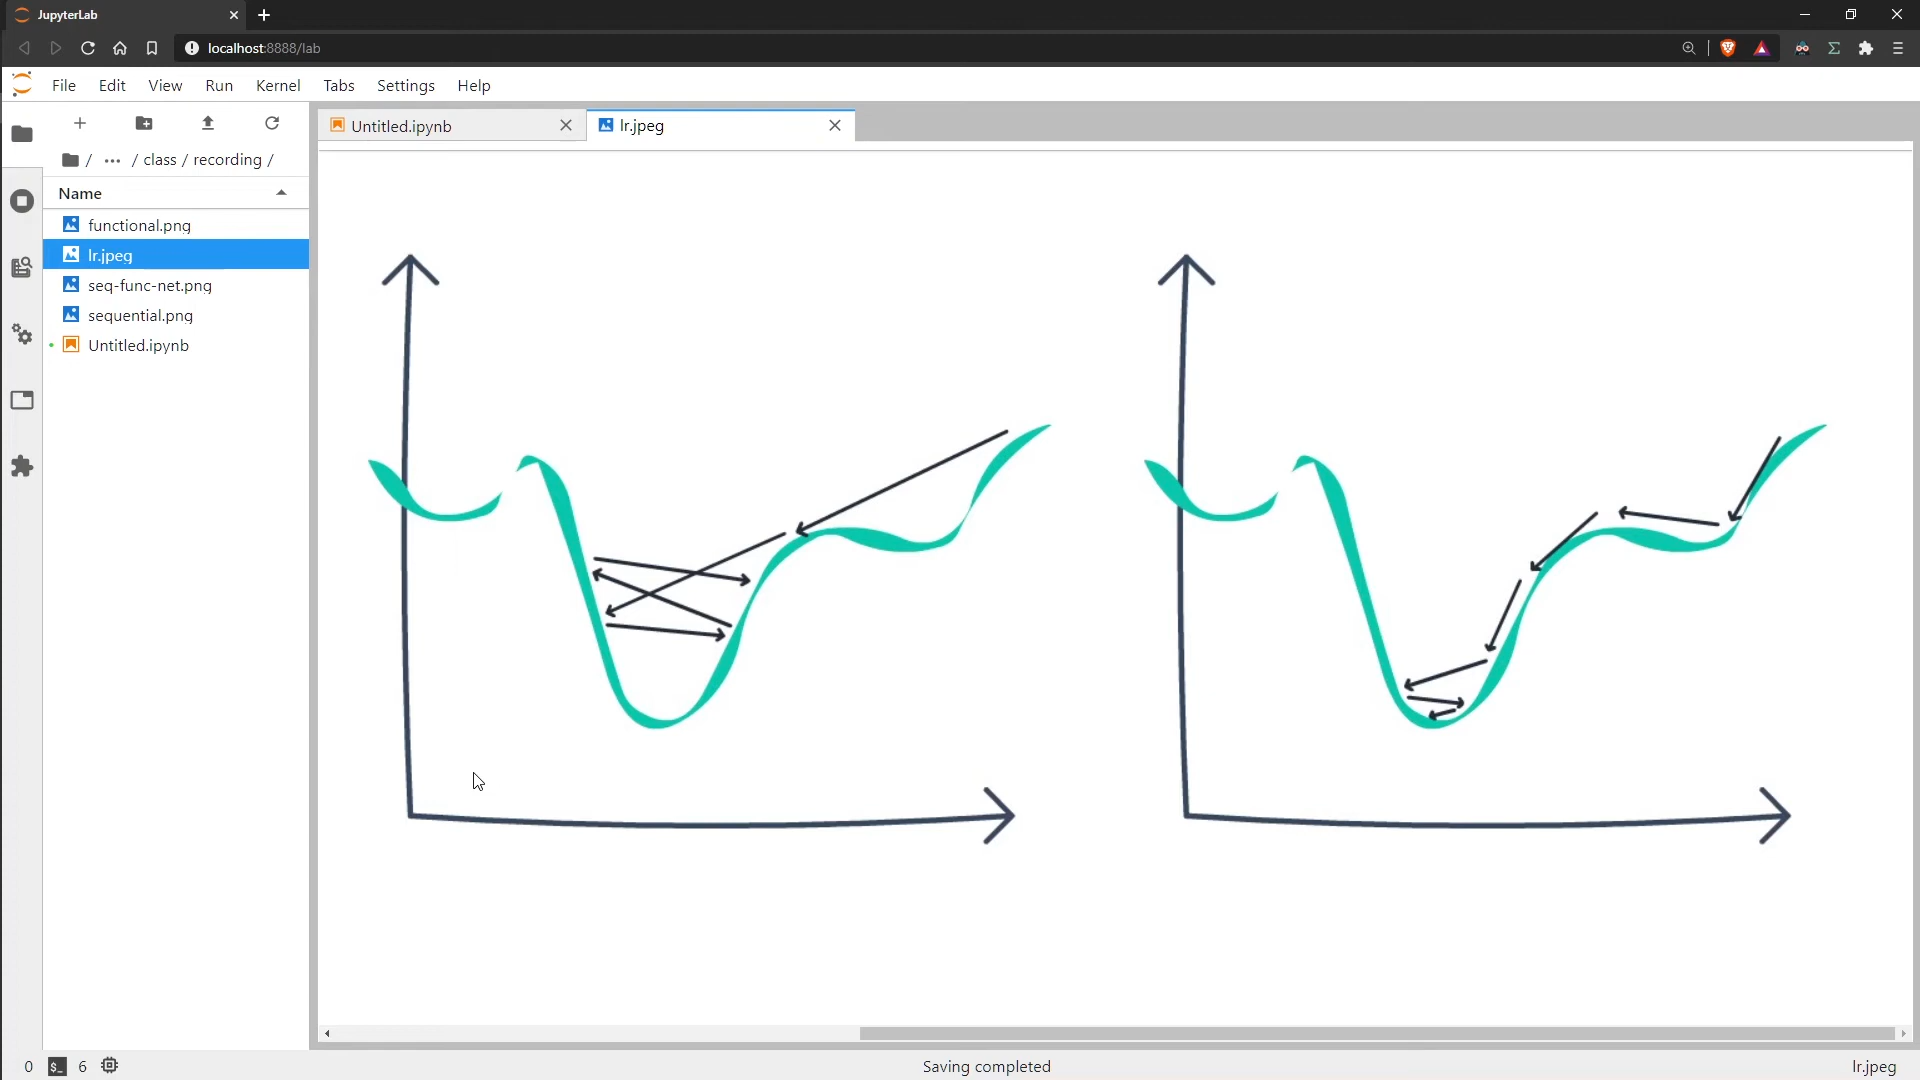 JupyterLab
localhost:8888/lab
File Edit View Run Kernel Tabs Settings Help
Untitled.ipynb
lr.jpeg
/ ... / class / recording /
Name
functional.png
lr.jpeg
seq-func-net.png
sequential.png
Untitled.ipynb
0 $_ 6 Saving completed lr.jpeg